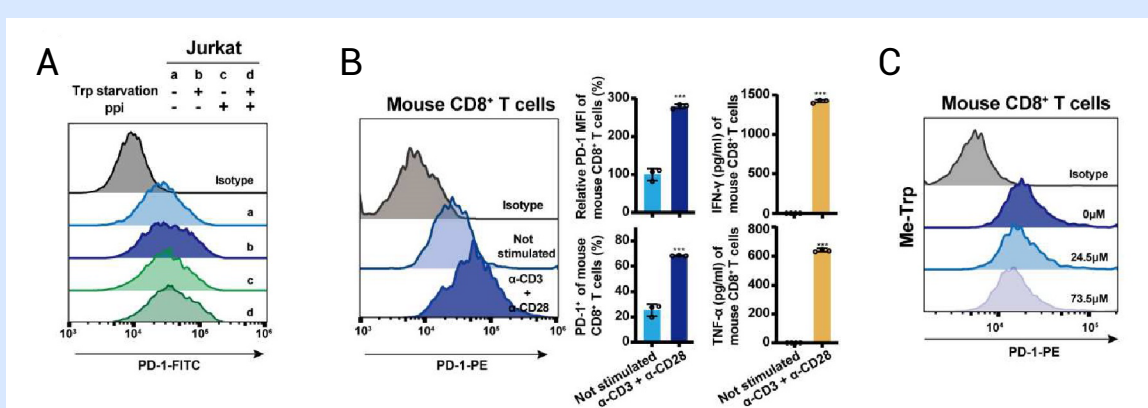 A
Jurkat
a b c d
Trp starvation - + - +
ppi - - + +
Isotype
a
b
c
d
10³ 10⁴ 10⁵ 10⁶
PD-1-FITC
B
Mouse CD8⁺ T cells
Isotype
Not
stimulated
α-CD3
+
α-CD28
10³ 10⁴ 10⁵ 10⁶
PD-1-PE
Relative PD-1 MFI of
mouse CD8⁺ T cells (%)
300
200
100
0
***
IFN-γ (pg/ml) of
mouse CD8⁺ T cells
1500
1000
500
0
***
PD-1⁺ of mouse
CD8⁺ T cells (%)
80
60
40
20
0
***
Not stimulated
α-CD3 + α-CD28
TNF-α (pg/ml) of
mouse CD8⁺T cells
800
600
400
200
0
***
Not stimulated
α-CD3 + α-CD28
C
Mouse CD8⁺ T cells
Me-Trp
Isotype
0μM
24.5μM
73.5μM
10⁴ 10⁵
PD-1-PE